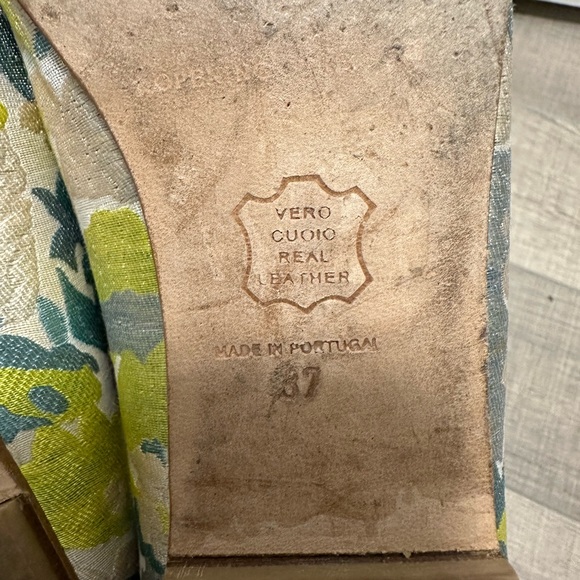 VERO
CUOIO
REAL
LEATHER
MADE IN PORTUGAL
37